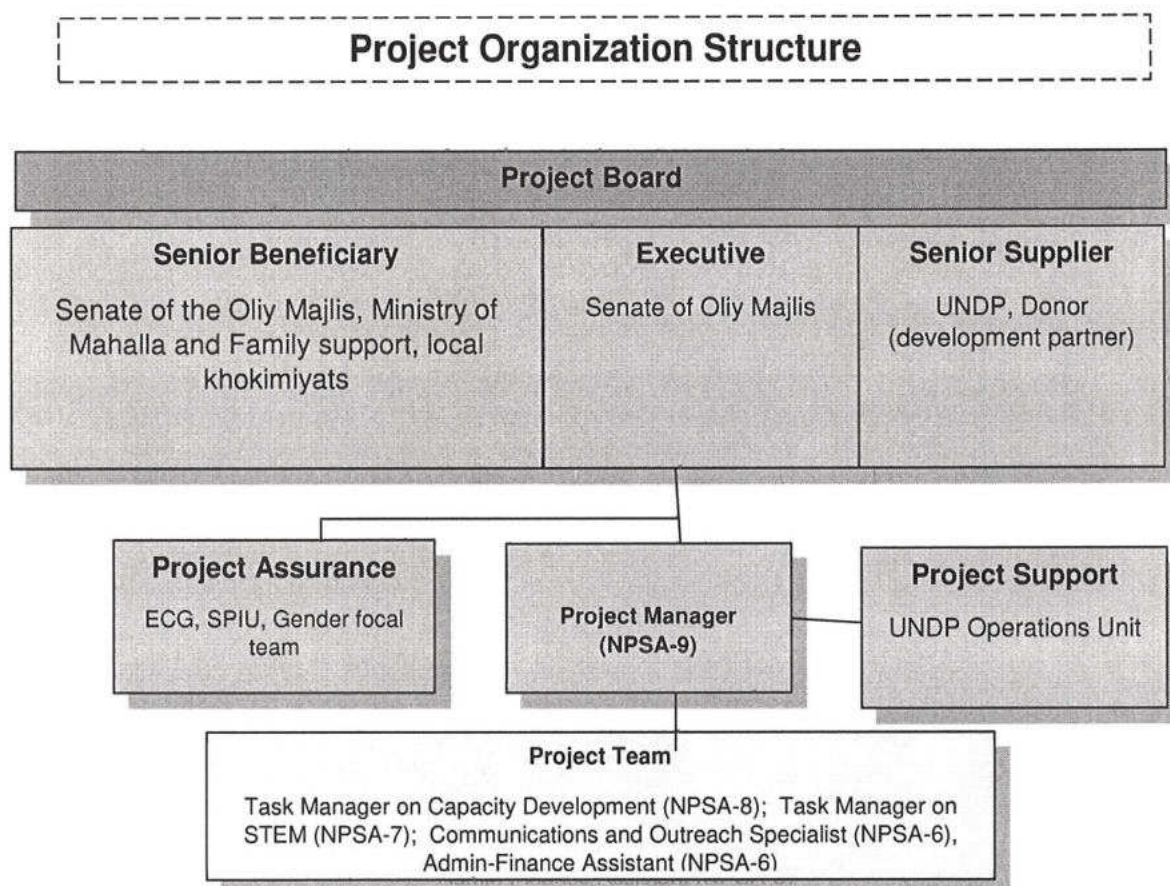 Project Organization Structure
Project Board
Senior Beneficiary
Senate of the Oliy Majlis, Ministry of
Mahalla and Family support, local
khokimiyats
Executive
Senate of Oliy Majlis
Senior Supplier
UNDP, Donor
(development partner)
Project Assurance
ECG, SPIU, Gender focal
team
Project Manager
(NPSA-9)
Project Support
UNDP Operations Unit
Project Team
Task Manager on Capacity Development (NPSA-8); Task Manager on
STEM (NPSA-7); Communications and Outreach Specialist (NPSA-6),
Admin-Finance Assistant (NPSA-6)